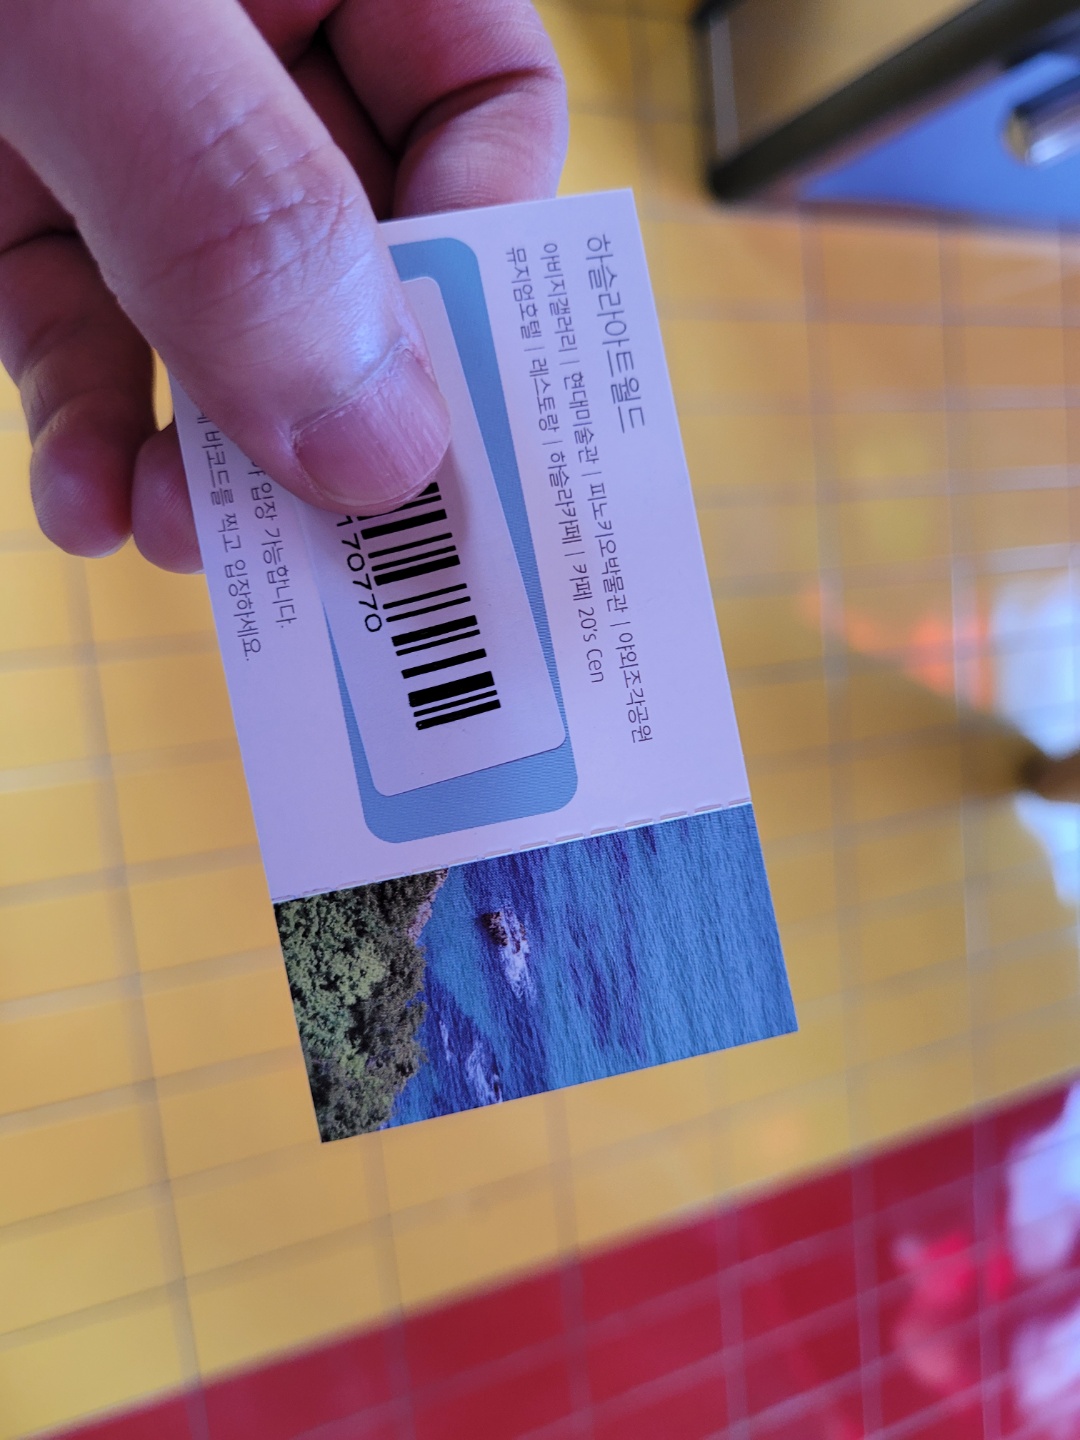 하슬라아트월드
아비지갤러리 | 현대미술관 | 피노키오박물관 | 야외조각공원
뮤지엄호텔 | 레스토랑 | 하슬라카페 | 카페 20's Cen
170770
입장 가능합니다.
바코드를 찍고 입장하세요.